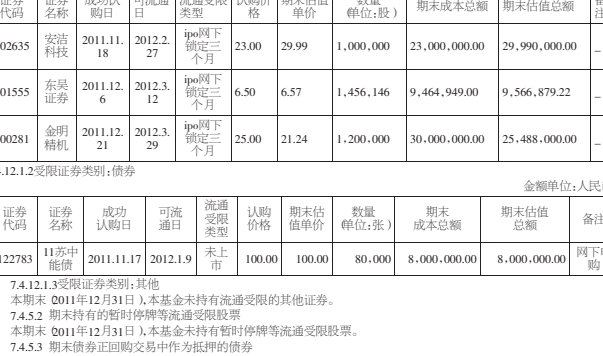 证券 证券 成功认 可流通 流通受限 认购价 期末估值 数量 期末成本总额 期末估值总额
代码 名称 购日 日 类型 格 单价 (单位:股)
02635 安洁科技 2011.11.18 2012.2.27 ipo网下锁定三个月 23.00 29.99 1,000,000 23,000,000.00 29,990,000.00 _
01555 东吴证券 2011.12.6 2012.3.12 ipo网下锁定三个月 6.50 6.57 1,456,146 9,464,949.00 9,566,879.22 _
00281 金明精机 2011.12.21 2012.3.29 ipo网下锁定三个月 25.00 21.24 1,200,000 30,000,000.00 25,488,000.00 _
.12.1.2受限证券类别:债券
金额单位:人民
证券代码 证券名称 成功认购日 可流通日 流通受限类型 认购价格 期末估值单价 数量(单位:张) 期末成本总额 期末估值总额 备注
122783 11苏中能债 2011.11.17 2012.1.9 未上市 100.00 100.00 80,000 8,000,000.00 8,000,000.00 网下 购
7.4.12.1.3受限证券类别:其他
本期末(2011年12月31日),本基金未持有流通受限的其他证券。
7.4.5.2 期末持有的暂时停牌等流通受限股票
本期末(2011年12月31日),本基金未持有暂时停牌等流通受限股票。
7.4.5.3 期末债券正回购交易中作为抵押的债券